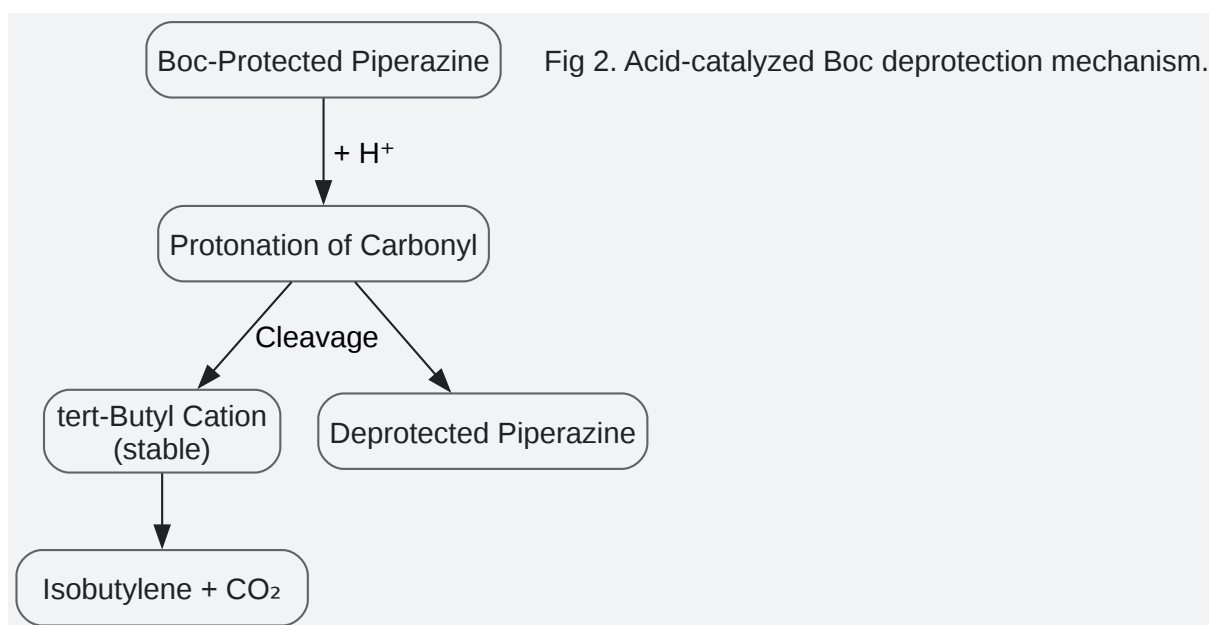 Boc-Protected Piperazine
Fig 2. Acid-catalyzed Boc deprotection mechanism.
+ H⁺
Protonation of Carbonyl
Cleavage
tert-Butyl Cation
(stable)
Deprotected Piperazine
Isobutylene + CO₂